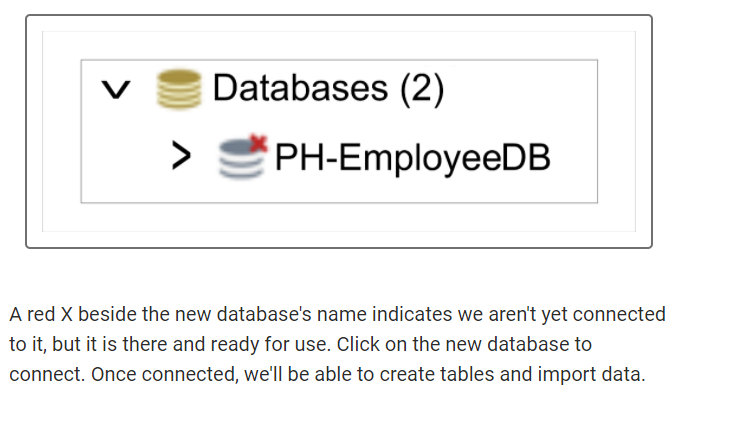 Databases (2)
PH-EmployeeDB
A red X beside the new database's name indicates we aren't yet connected
to it, but it is there and ready for use. Click on the new database to
connect. Once connected, we'll be able to create tables and import data.